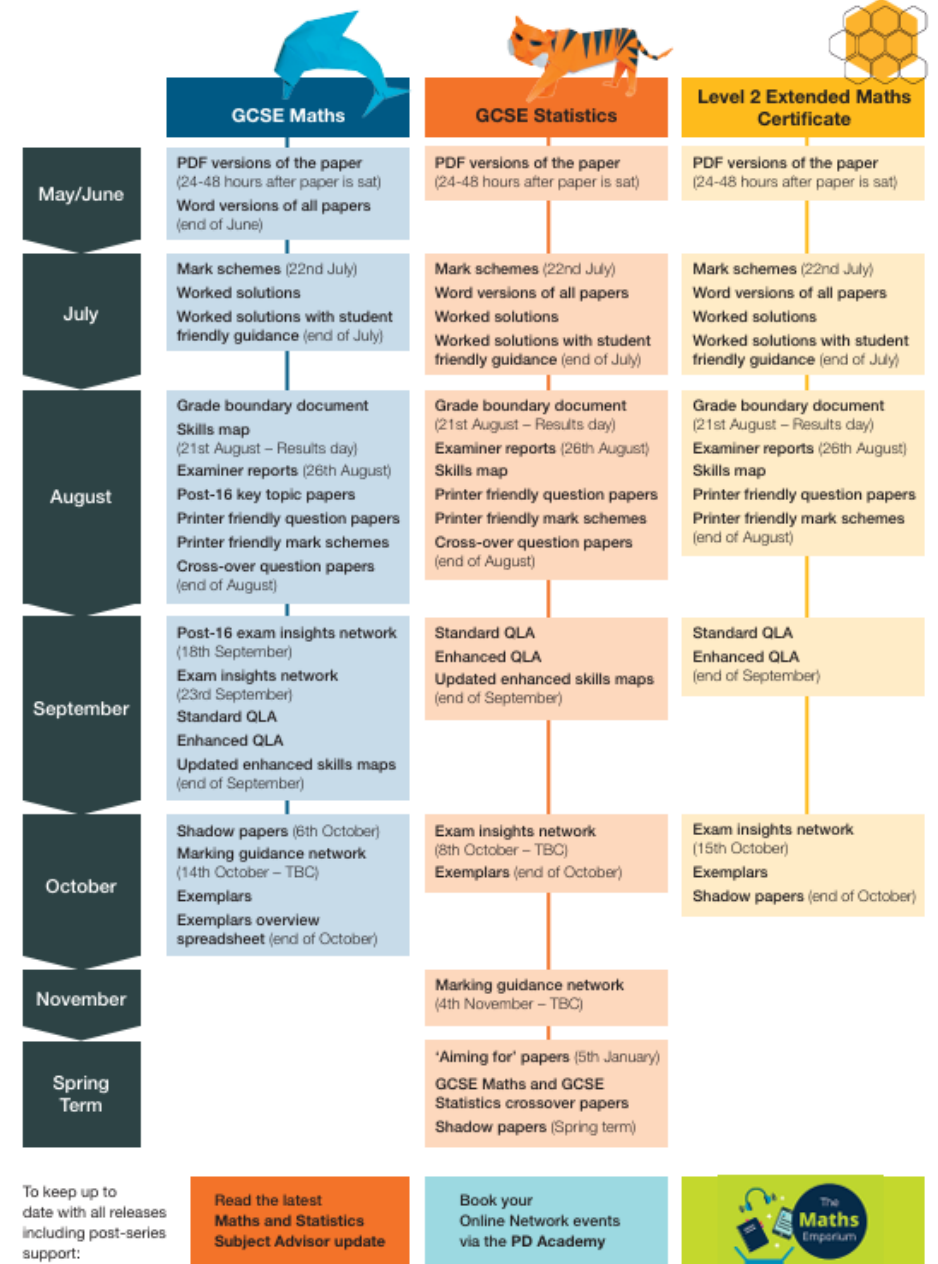 GCSE Maths
GCSE Statistics
Level 2 Extended Maths
Certificate
May/June
PDF versions of the paper
(24-48 hours after paper is sat)
Word versions of all papers
(end of June)
PDF versions of the paper
(24-48 hours after paper is sat)
PDF versions of the paper
(24-48 hours after paper is sat)
July
Mark schemes (22nd July)
Worked solutions
Worked solutions with student
friendly guidance (end of July)
Mark schemes (22nd July)
Word versions of all papers
Worked solutions
Worked solutions with student
friendly guidance (end of July)
Mark schemes (22nd July)
Word versions of all papers
Worked solutions
Worked solutions with student
friendly guidance (end of July)
August
Grade boundary document
Skills map
(21st August – Results day)
Examiner reports (26th August)
Post-16 key topic papers
Printer friendly question papers
Printer friendly mark schemes
Cross-over question papers
(end of August)
Grade boundary document
(21st August – Results day)
Examiner reports (26th August)
Skills map
Printer friendly question papers
Printer friendly mark schemes
Cross-over question papers
(end of August)
Grade boundary document
(21st August – Results day)
Examiner reports (26th August)
Skills map
Printer friendly question papers
Printer friendly mark schemes
(end of August)
September
Post-16 exam insights network
(18th September)
Exam insights network
(23rd September)
Standard QLA
Enhanced QLA
Updated enhanced skills maps
(end of September)
Standard QLA
Enhanced QLA
Updated enhanced skills maps
(end of September)
Standard QLA
Enhanced QLA
(end of September)
October
Shadow papers (6th October)
Marking guidance network
(14th October – TBC)
Exemplars
Exemplars overview
spreadsheet (end of October)
Exam insights network
(8th October – TBC)
Exemplars (end of October)
Exam insights network
(15th October)
Exemplars
Shadow papers (end of October)
November
Marking guidance network
(4th November – TBC)
Spring
Term
‘Aiming for’ papers (5th January)
GCSE Maths and GCSE
Statistics crossover papers
Shadow papers (Spring term)
To keep up to
date with all releases
including post-series
support:
Read the latest
Maths and Statistics
Subject Advisor update
Book your
Online Network events
via the PD Academy
The
Maths
Emporium